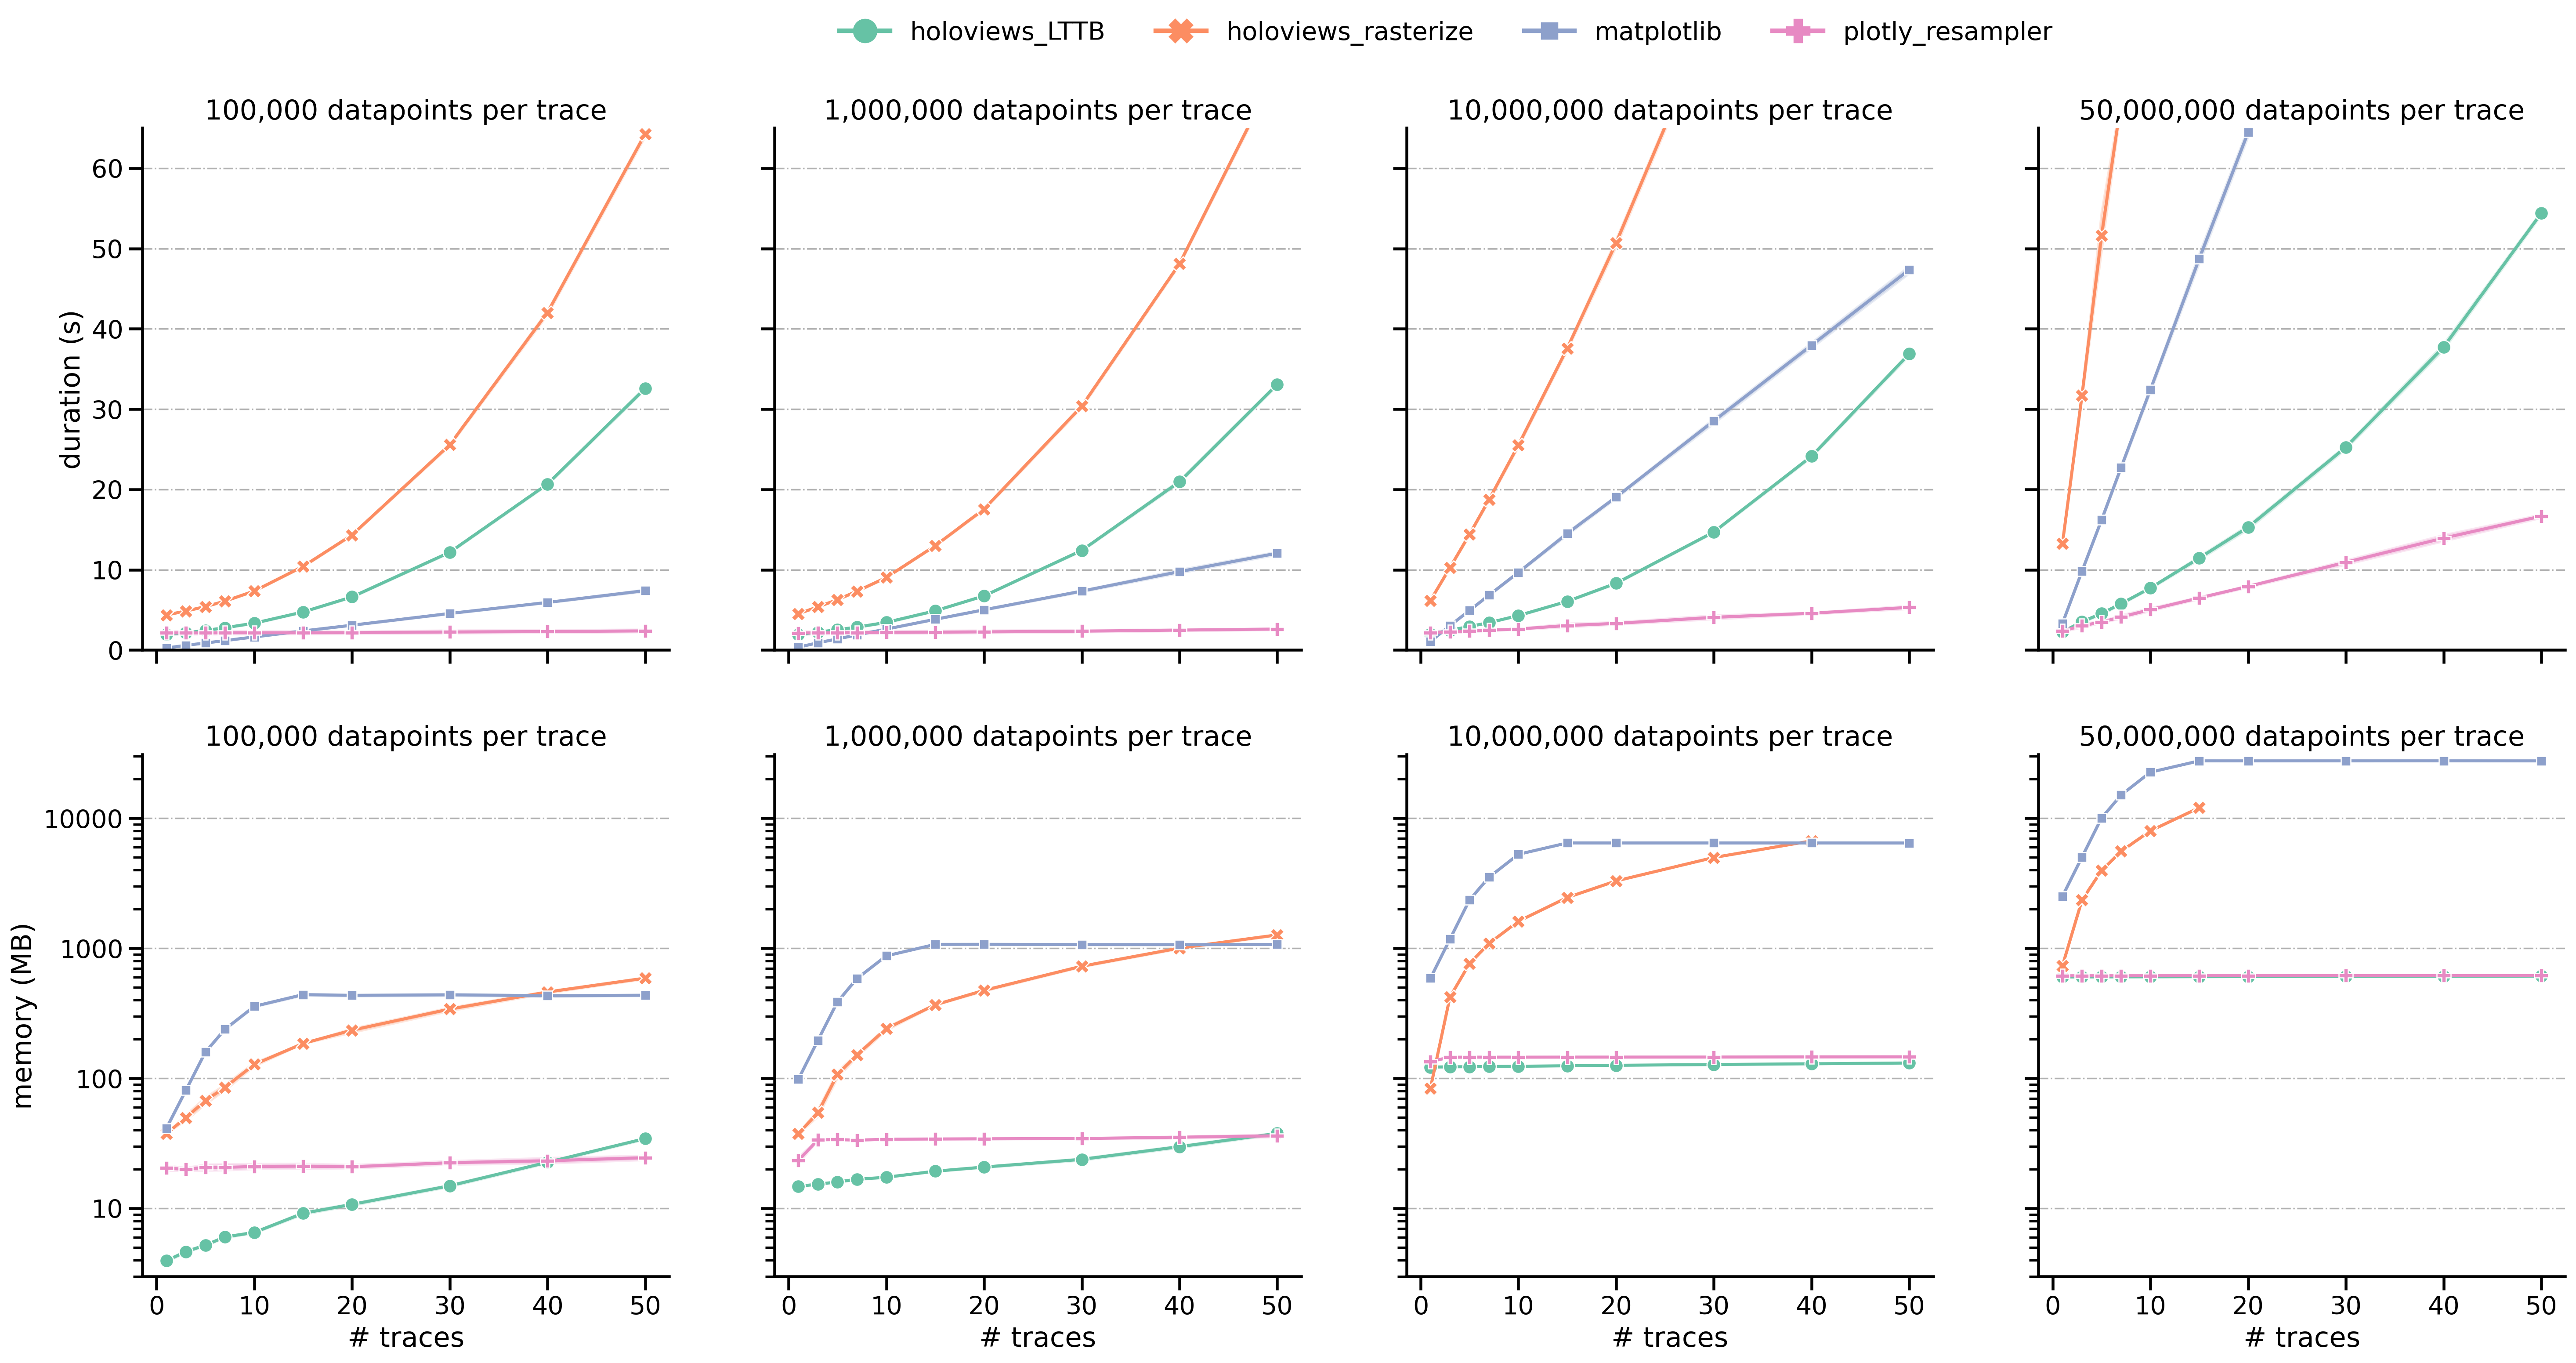 holoviews_LTTB holoviews_rasterize matplotlib plotly_resampler
100,000 datapoints per trace 1,000,000 datapoints per trace 10,000,000 datapoints per trace 50,000,000 datapoints per trace
60
50
40
30
20
10
0
duration (s)
100,000 datapoints per trace 1,000,000 datapoints per trace 10,000,000 datapoints per trace 50,000,000 datapoints per trace
10000
1000
100
10
memory (MB)
0 10 20 30 40 50 0 10 20 30 40 50 0 10 20 30 40 50 0 10 20 30 40 50
# traces # traces # traces # traces